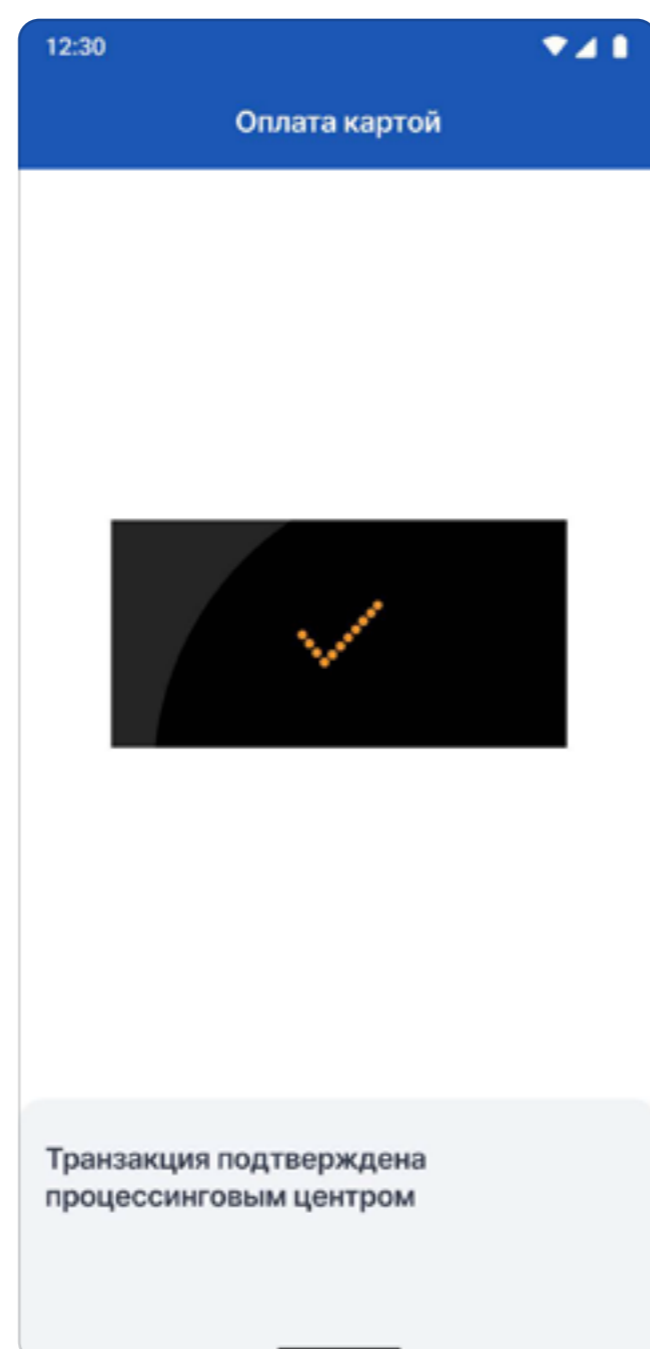 12:30
Оплата картой
Транзакция подтверждена
процессинговым центром